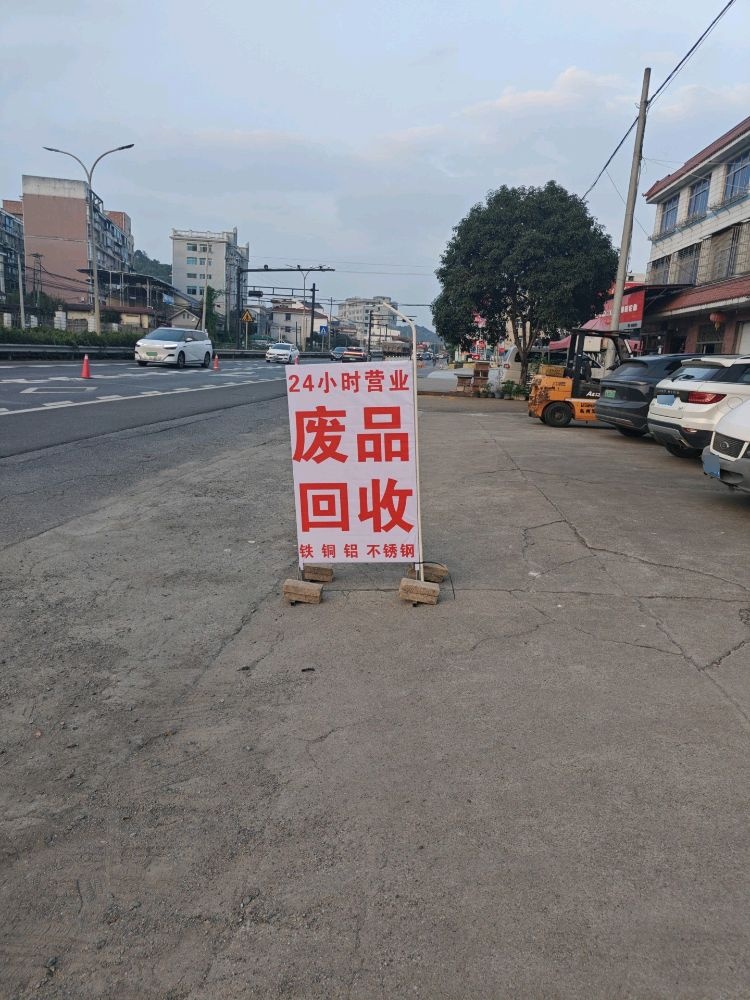 24小时营业
废品
回收
铁 铜 铝 不锈钢